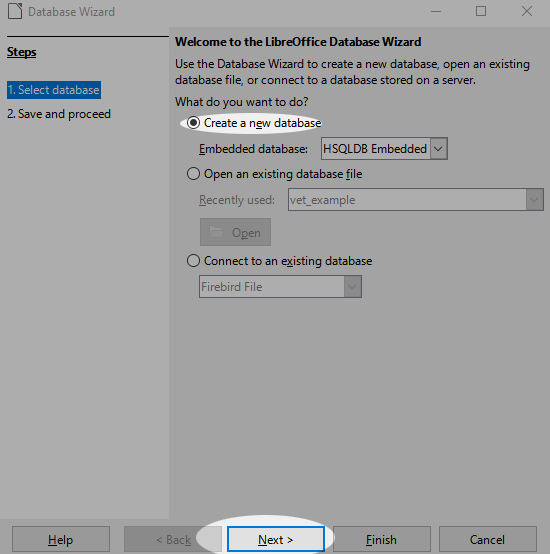 Database Wizard
Steps
1. Select database
2. Save and proceed
Welcome to the LibreOffice Database Wizard
Use the Database Wizard to create a new database, open an existing
database file, or connect to a database stored on a server.
What do you want to do?
Create a new database
Embedded database: HSQLDB Embedded
Open an existing database file
Recently used: vet_example
Open
Connect to an existing database
Firebird File
Help < Back Next > Finish Cancel